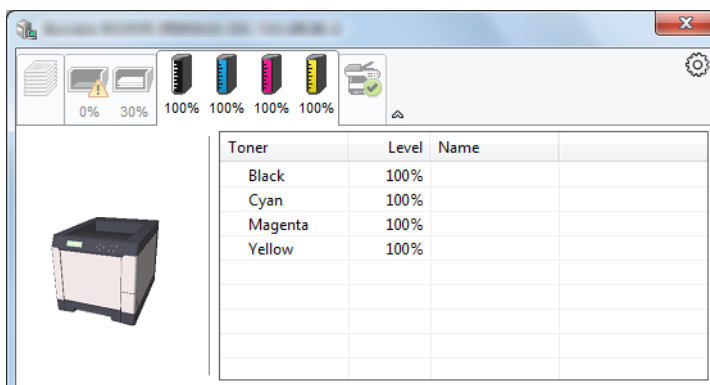 0% 30% 100% 100% 100% 100%
Toner Level Name
Black 100%
Cyan 100%
Magenta 100%
Yellow 100%